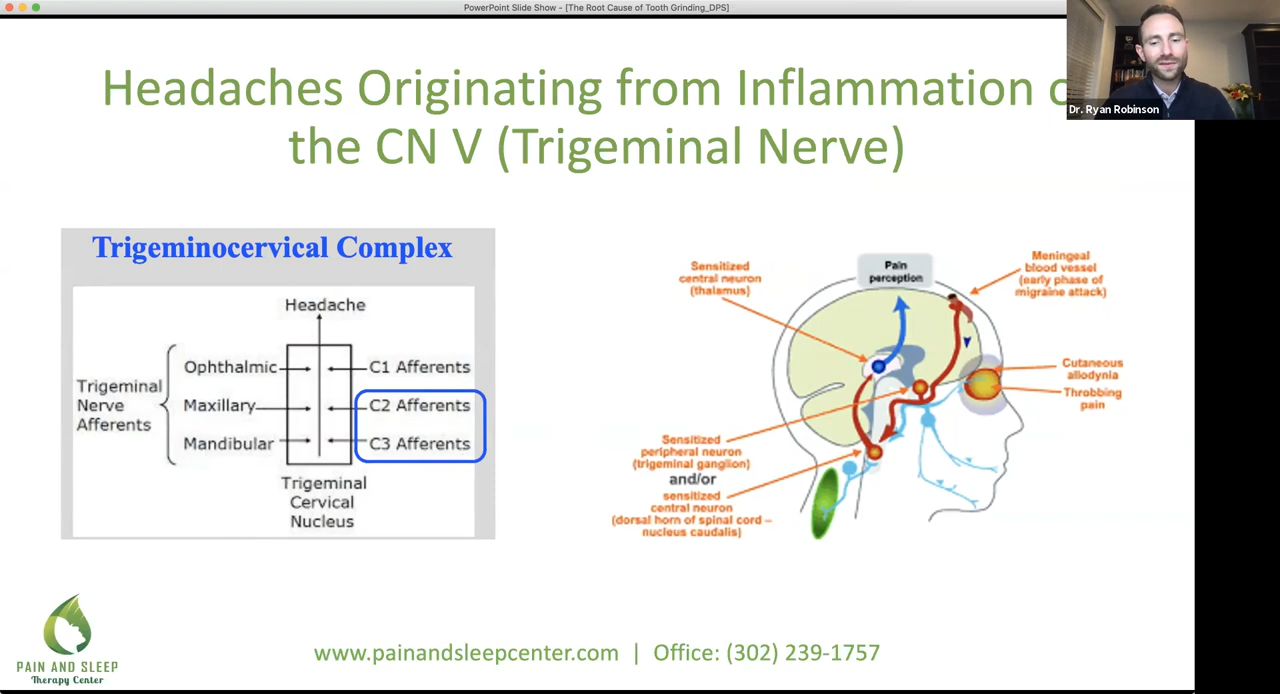 PowerPoint Slide Show - [The Root Cause of Tooth Grinding_DPS]
Dr. Ryan Robinson
Headaches Originating from Inflammation
the CN V (Trigeminal Nerve)
Trigeminocervical Complex
Headache
Trigeminal
Nerve
Afferents
Ophthalmic
Maxillary
Mandibular
C1 Afferents
C2 Afferents
C3 Afferents
Trigeminal
Cervical
Nucleus
Sensitized
central neuron
(thalamus)
Pain
perception
Meningeal
blood vessel
(early phase of
migraine attack)
Cutaneous
allodynia
Throbbing
pain
Sensitized
peripheral neuron
(trigeminal ganglion)
and/or
sensitized
central neuron
(dorsal horn of spinal cord –
nucleus caudalis)
PAIN AND SLEEP
Therapy Center
www.painandsleepcenter.com | Office: (302) 239-1757